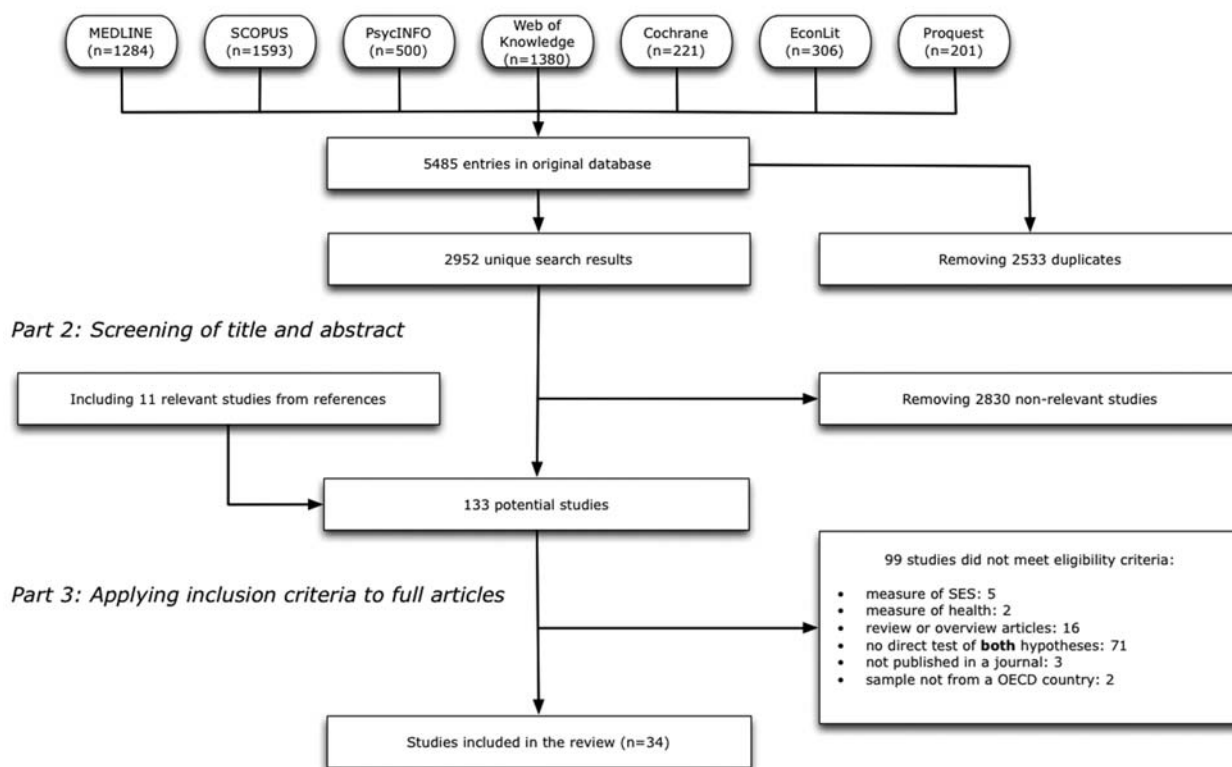 MEDLINE
(n=1284)
SCOPUS
(n=1593)
PsycINFO
(n=500)
Web of
Knowledge
(n=1380)
Cochrane
(n=221)
EconLit
(n=306)
Proquest
(n=201)
5485 entries in original database
2952 unique search results
Removing 2533 duplicates
Part 2: Screening of title and abstract
Including 11 relevant studies from references
Removing 2830 non-relevant studies
133 potential studies
Part 3: Applying inclusion criteria to full articles
99 studies did not meet eligibility criteria:
• measure of SES: 5
• measure of health: 2
• review or overview articles: 16
• no direct test of both hypotheses: 71
• not published in a journal: 3
• sample not from a OECD country: 2
Studies included in the review (n=34)